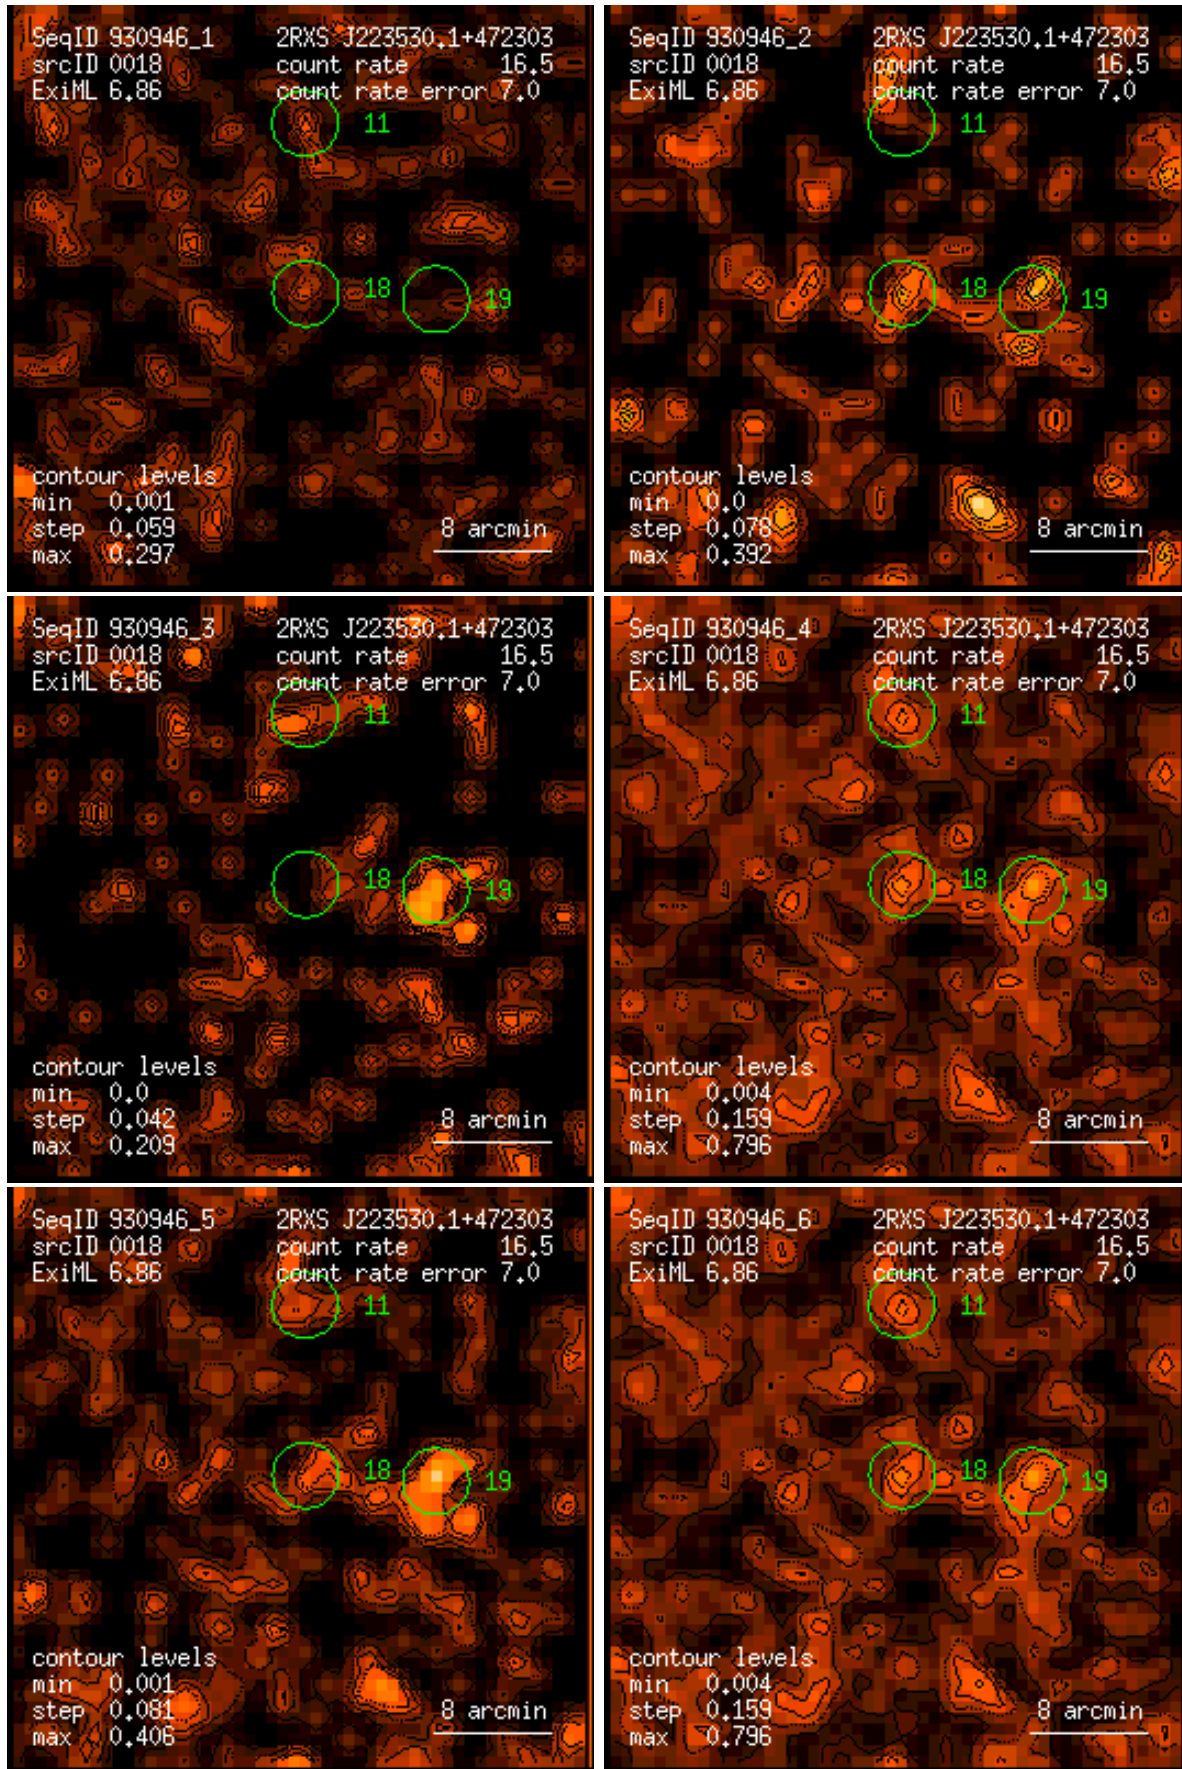 SeqID 930946_1 2RXS J223530.1+472303
srcID 0018 count rate 16.5
ExiML 6.86 count rate error 7.0
11
18
19
contour levels
min 0.001
step 0.059
max 0.297
8 arcmin
SeqID 930946_2 2RXS J223530.1+472303
srcID 0018 count rate 16.5
ExiML 6.86 count rate error 7.0
11
18
19
contour levels
min 0.0
step 0.078
max 0.392
8 arcmin
SeqID 930946_3 2RXS J223530.1+472303
srcID 0018 count rate 16.5
ExiML 6.86 count rate error 7.0
11
18
19
contour levels
min 0.0
step 0.042
max 0.209
8 arcmin
SeqID 930946_4 2RXS J223530.1+472303
srcID 0018 count rate 16.5
ExiML 6.86 count rate error 7.0
11
18
19
contour levels
min 0.004
step 0.159
max 0.796
8 arcmin
SeqID 930946_5 2RXS J223530.1+472303
srcID 0018 count rate 16.5
ExiML 6.86 count rate error 7.0
11
18
19
contour levels
min 0.001
step 0.081
max 0.406
8 arcmin
SeqID 930946_6 2RXS J223530.1+472303
srcID 0018 count rate 16.5
ExiML 6.86 count rate error 7.0
11
18
19
contour levels
min 0.004
step 0.159
max 0.796
8 arcmin